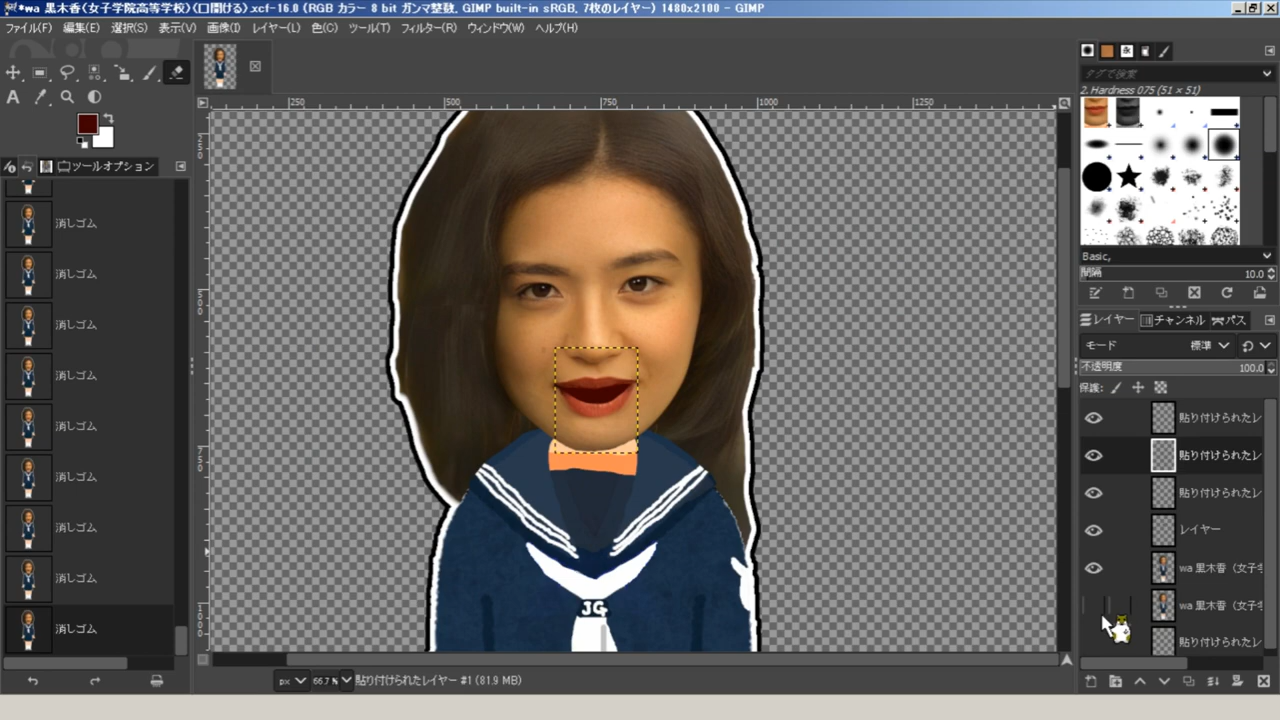 *wa 黒木香（女子学院高等学校）（口開ける）.xcf-16.0 (RGB カラー 8 bit ガンマ整数, GIMP built-in sRGB, 7枚のレイヤー) 1480x2100 – GIMP
ファイル(F) 編集(E) 選択(S) 表示(V) 画像(I) レイヤー(L) 色(C) ツール(T) フィルター(R) ウィンドウ(W) ヘルプ(H)
タグで検索
2. Hardness 075 (51 × 51)
250 500 750 1000 1250
250
500
750
1000
ツールオプション
消しゴム
消しゴム
消しゴム
消しゴム
消しゴム
消しゴム
消しゴム
消しゴム
消しゴム
JG
Basic,
間隔 10.0
レイヤー チャンネル パス
モード 標準
不透明度 100.0
保護:
貼り付けられたレ
貼り付けられたレ
貼り付けられたレ
レイヤー
wa 黒木香（女子学
wa 黒木香（女子学
貼り付けられたレ
px 66.7% 貼り付けられたレイヤー #1 (81.9 MB)